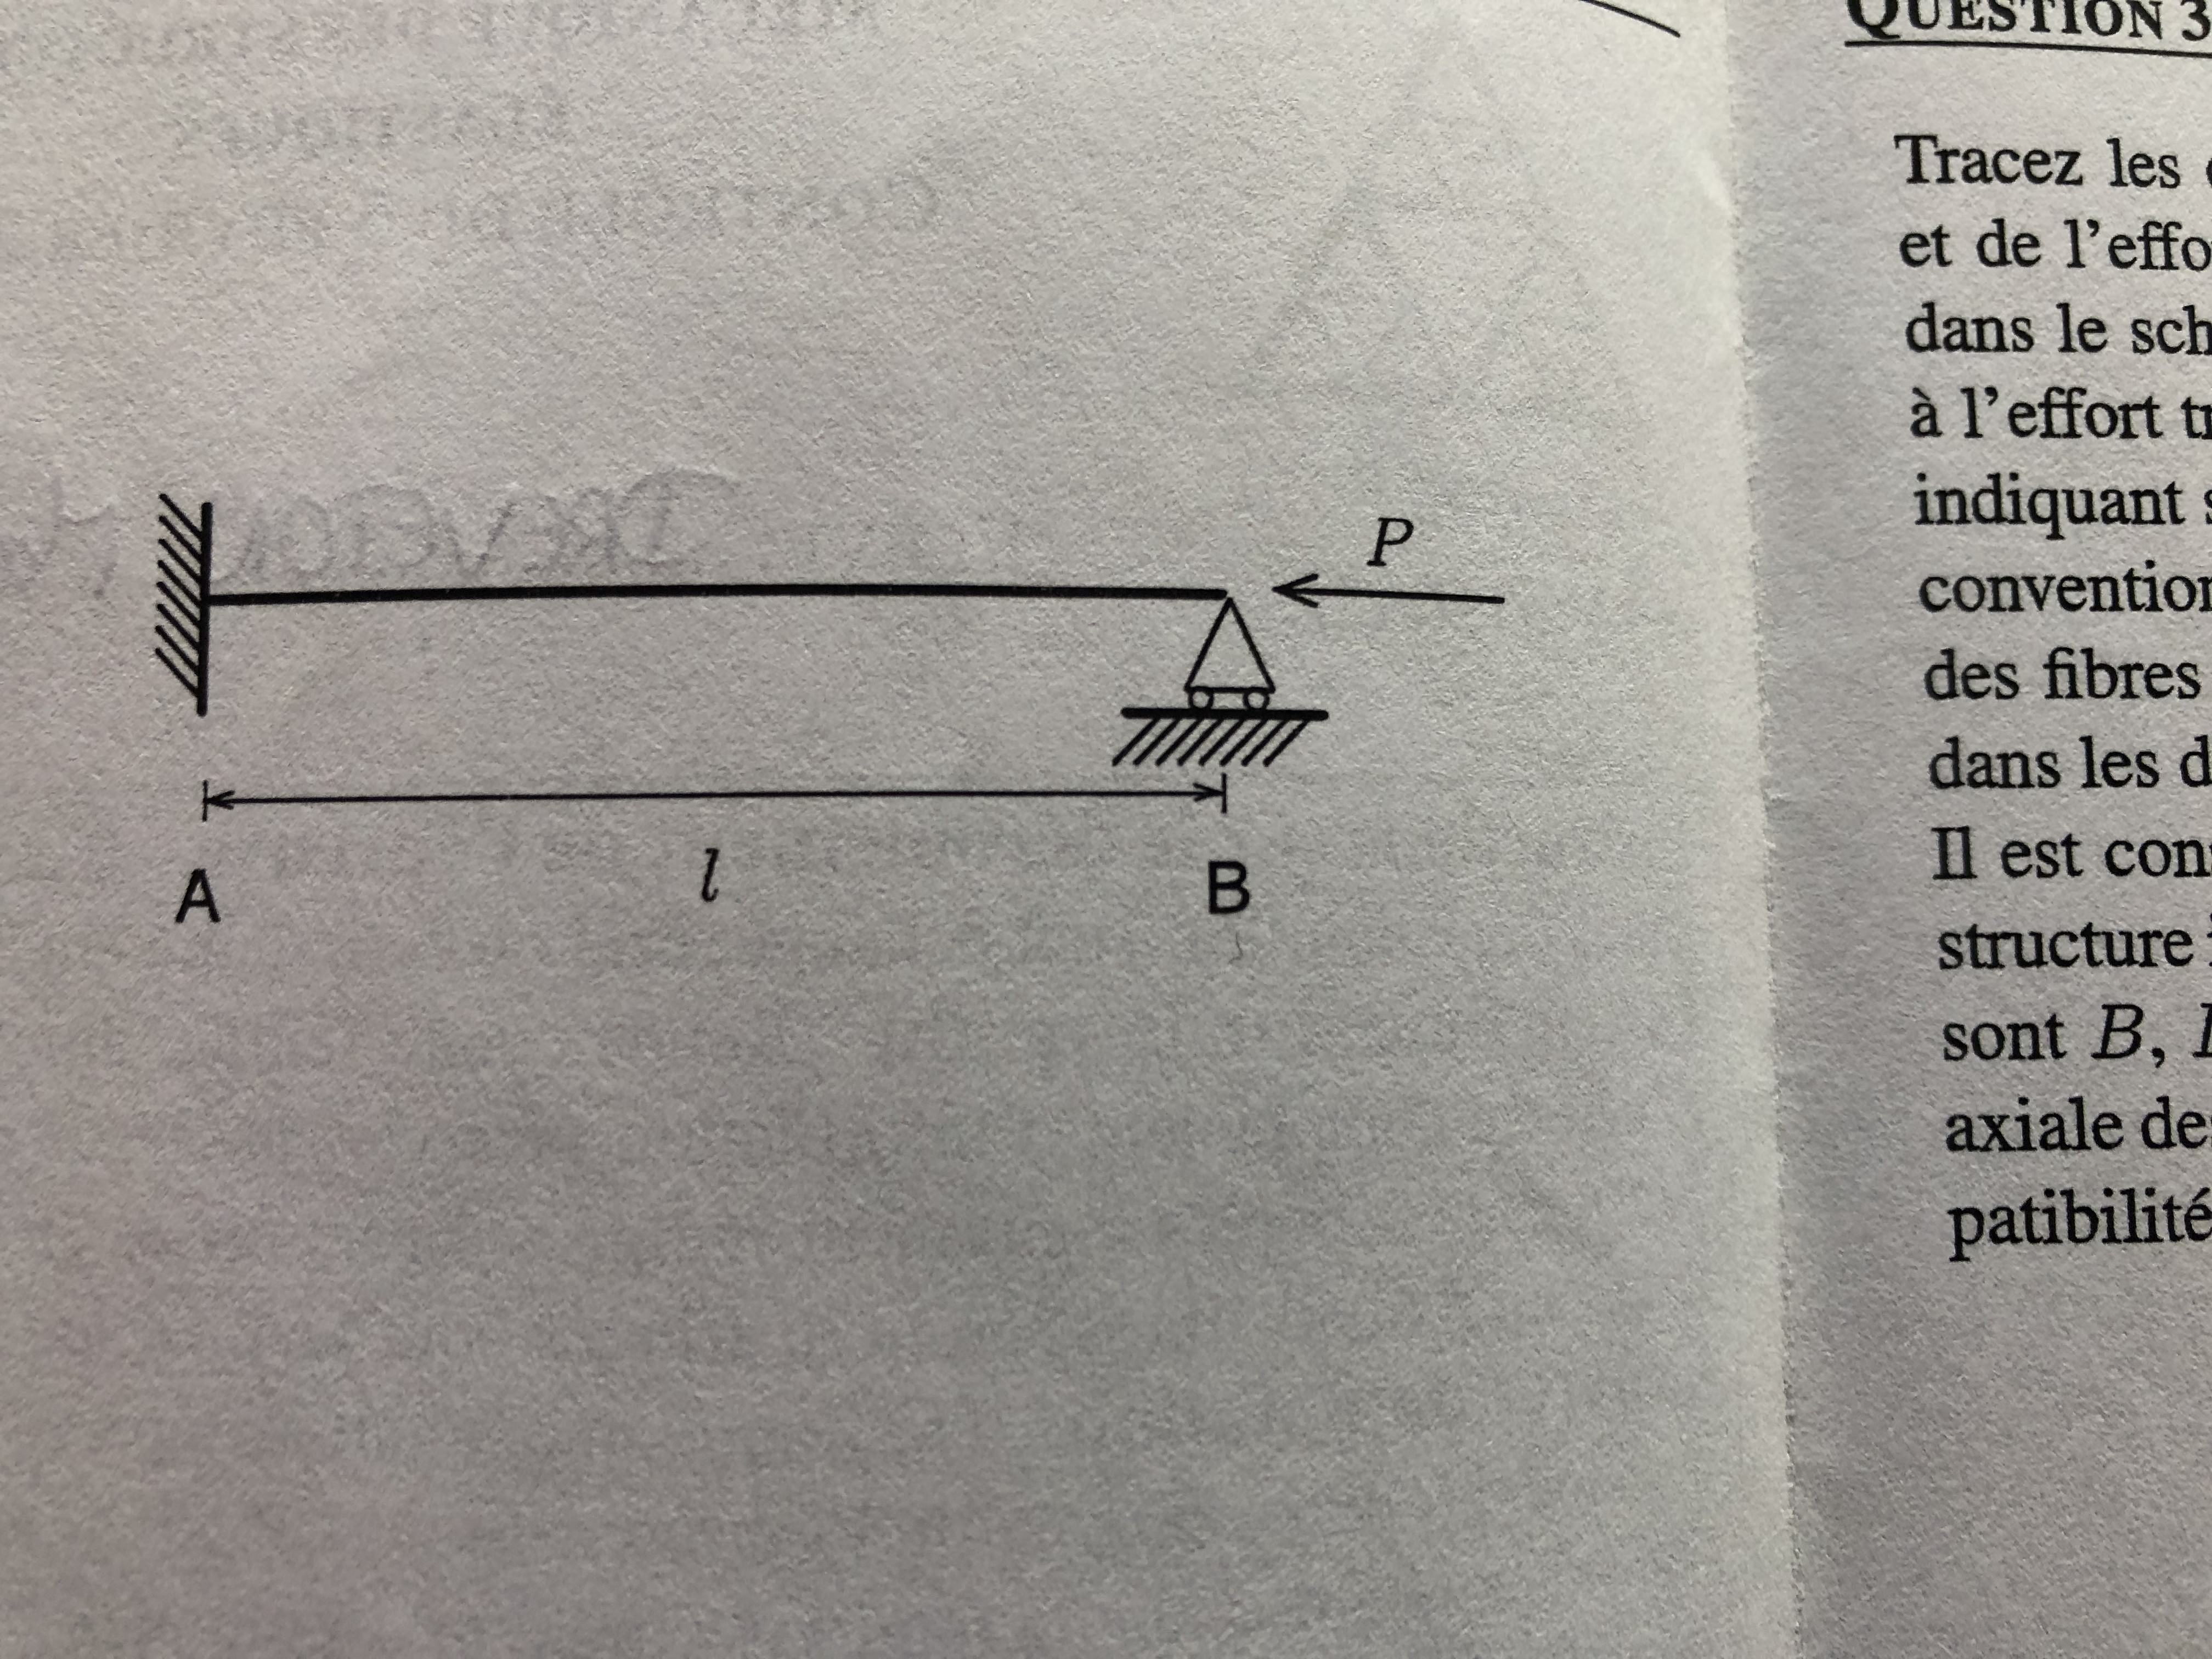 P
l
A
B
QUESTION 3
Tracez les
et de l'effo
dans le sch
à l'effort tr
indiquant s
convention
des fibres
dans les d
Il est con
structure
sont B,
axiale de
patibilité